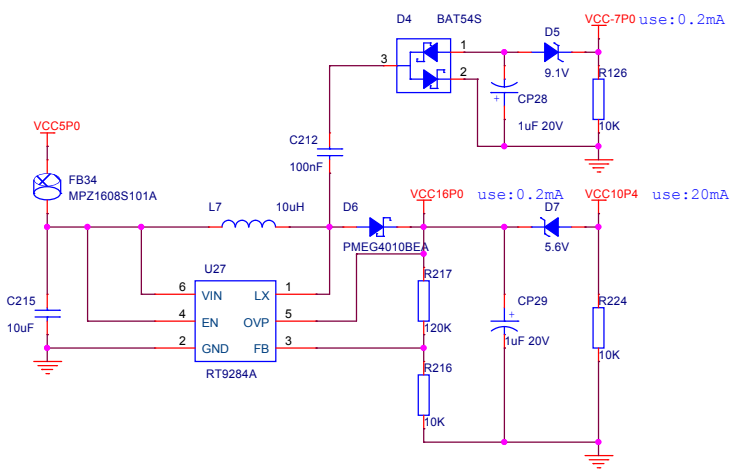 D4 BAT54S
VCC-7P0 use:0.2mA
D5
1
3
2
9.1V
R126
CP28
+
1uF 20V
10K
VCC5P0
C212
100nF
FB34
MPZ1608S101A
VCC16P0 use:0.2mA
VCC10P4 use:20mA
L7 10uH
D6
D7
PMEG4010BEA
5.6V
U27
R217
6 VIN LX 1
C215
10uF
4 EN OVP 5
CP29
+
R224
120K
1uF 20V
2 GND FB 3
10K
R216
RT9284A
10K